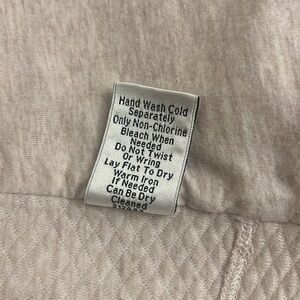 Hand Wash Cold
Separately
Only Non-Chlorine
Bleach When
Needed
Do Not Twist
Or Wring
Lay Flat To Dry
Warm Iron
If Needed
Can Be Dry
Cleaned